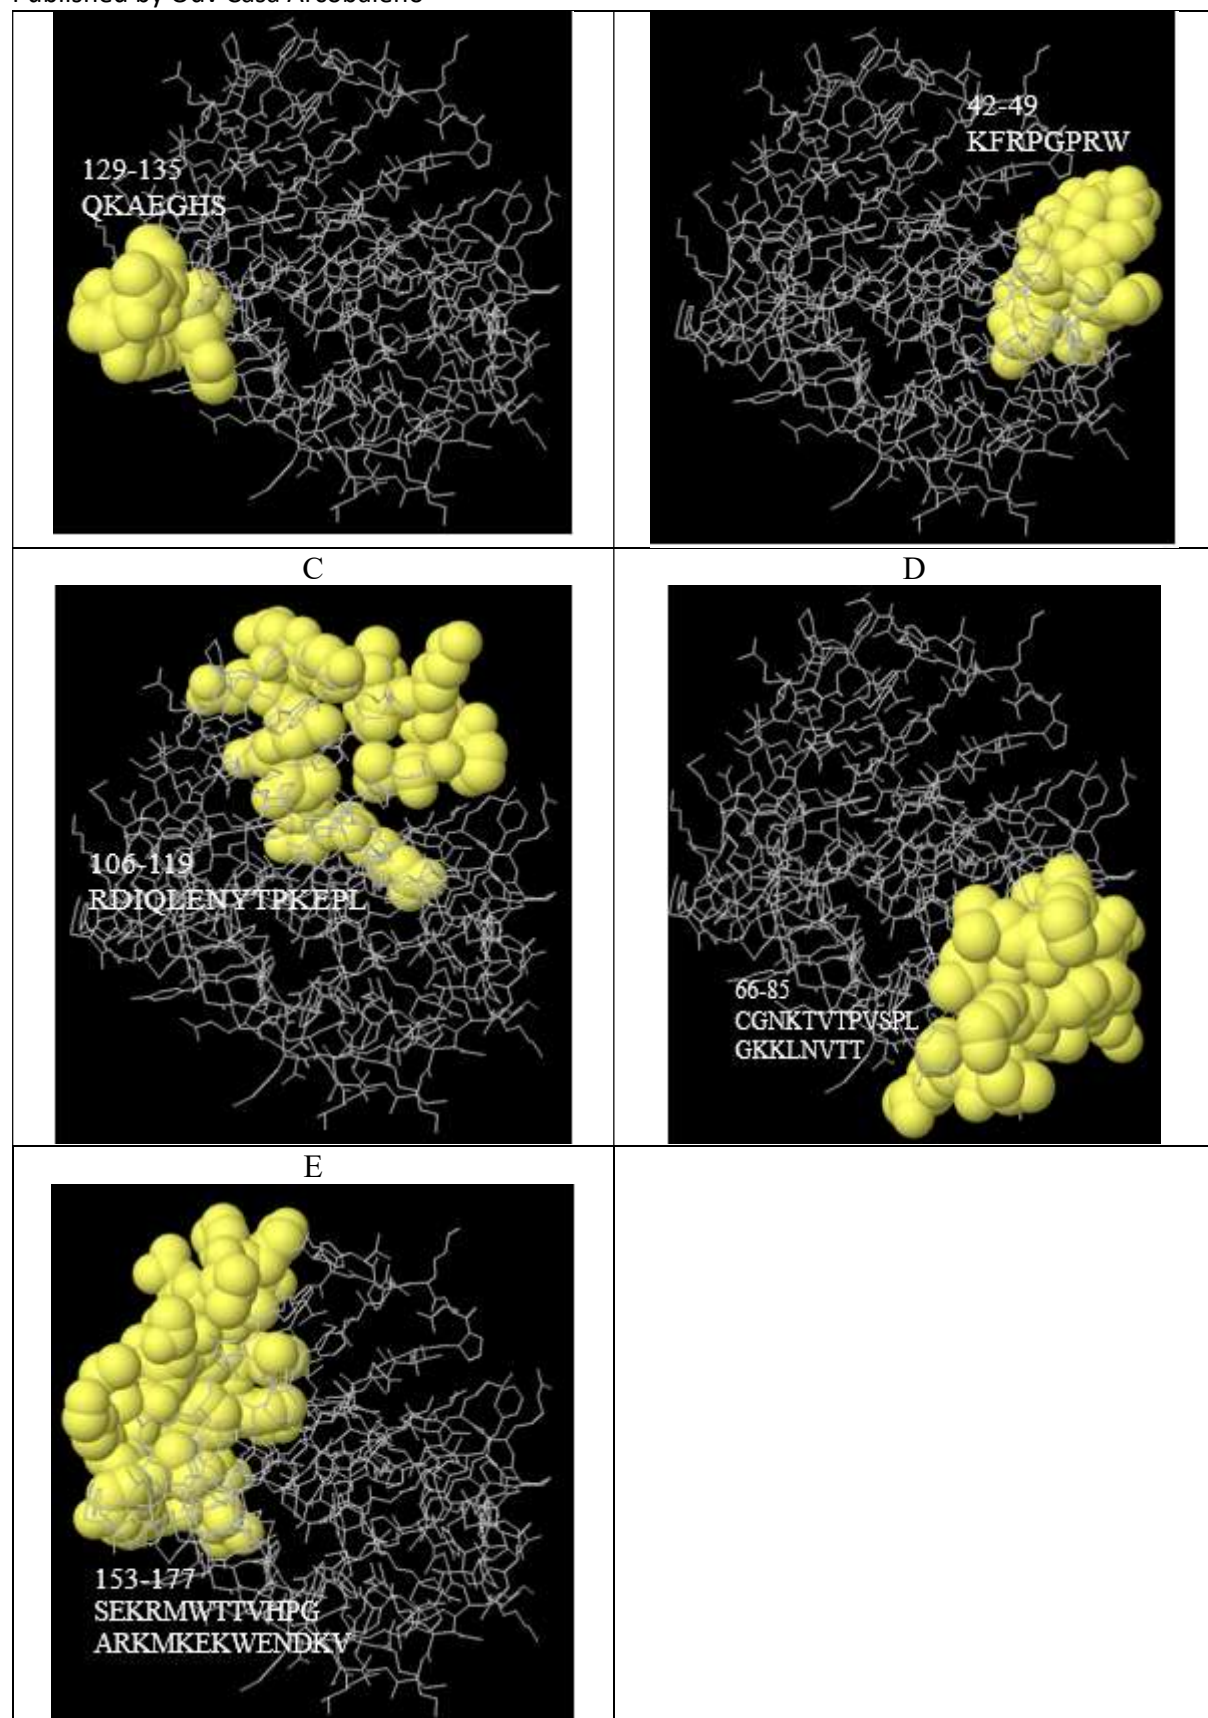 Published by Ouv Casa Arcobaleno
129-135
QKAEGHS
42-49
KFRPGPRW
C
D
106-119
RDIQLENYTPKEPL
66-85
CGNKTVTPVSPL
GKKLNVTT
E
153-177
SEKRMWTTVHPG
ARKMKEKWENDKV